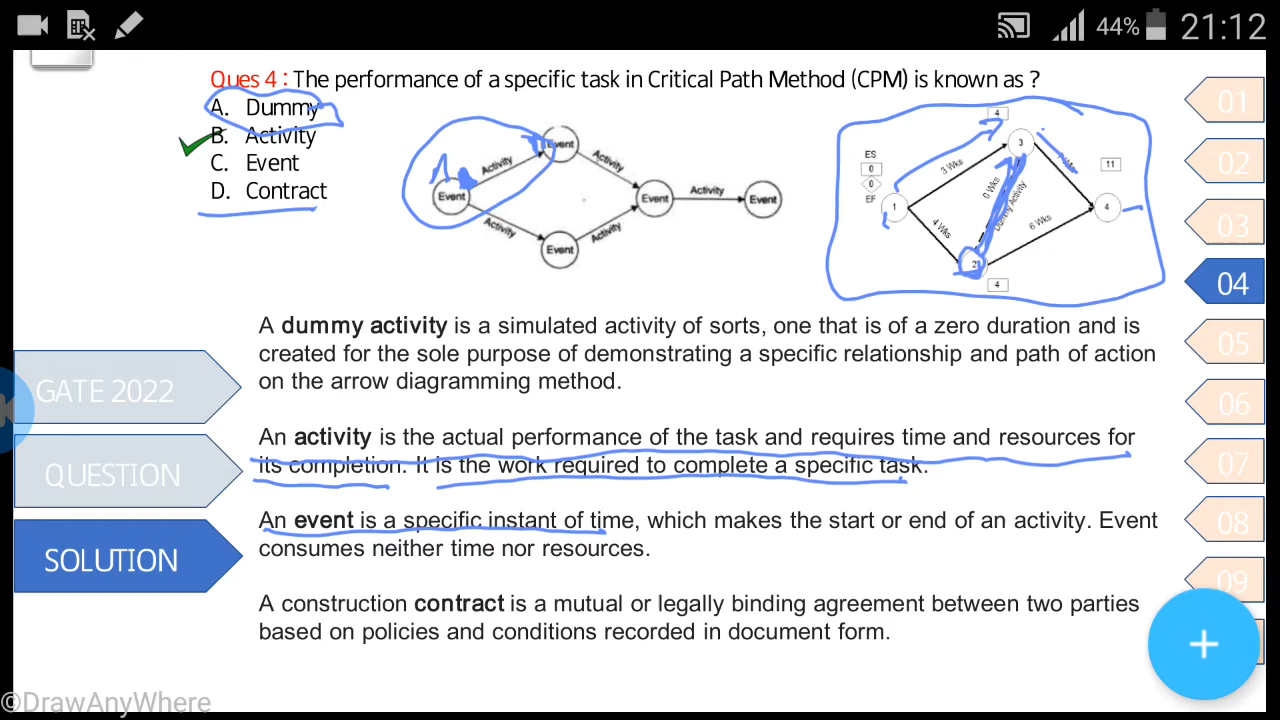 44% 21:12
Ques 4 : The performance of a specific task in Critical Path Method (CPM) is known as ?
A. Dummy
B. Activity
C. Event
D. Contract
Event
Activity
Event
Activity
Activity
Event
Activity
Event
Activity
Event
Activity
ES
0
0
EF
1
3 Wks
4
3
0 Wks
Dummy Activity
Wks
11
4
4 Wks
2
6 Wks
4
A dummy activity is a simulated activity of sorts, one that is of a zero duration and is
created for the sole purpose of demonstrating a specific relationship and path of action
on the arrow diagramming method.
An activity is the actual performance of the task and requires time and resources for
its completion. It is the work required to complete a specific task.
An event is a specific instant of time, which makes the start or end of an activity. Event
consumes neither time nor resources.
A construction contract is a mutual or legally binding agreement between two parties
based on policies and conditions recorded in document form.
GATE 2022
QUESTION
SOLUTION
01
02
03
04
05
06
07
08
09
+
©DrawAnyWhere